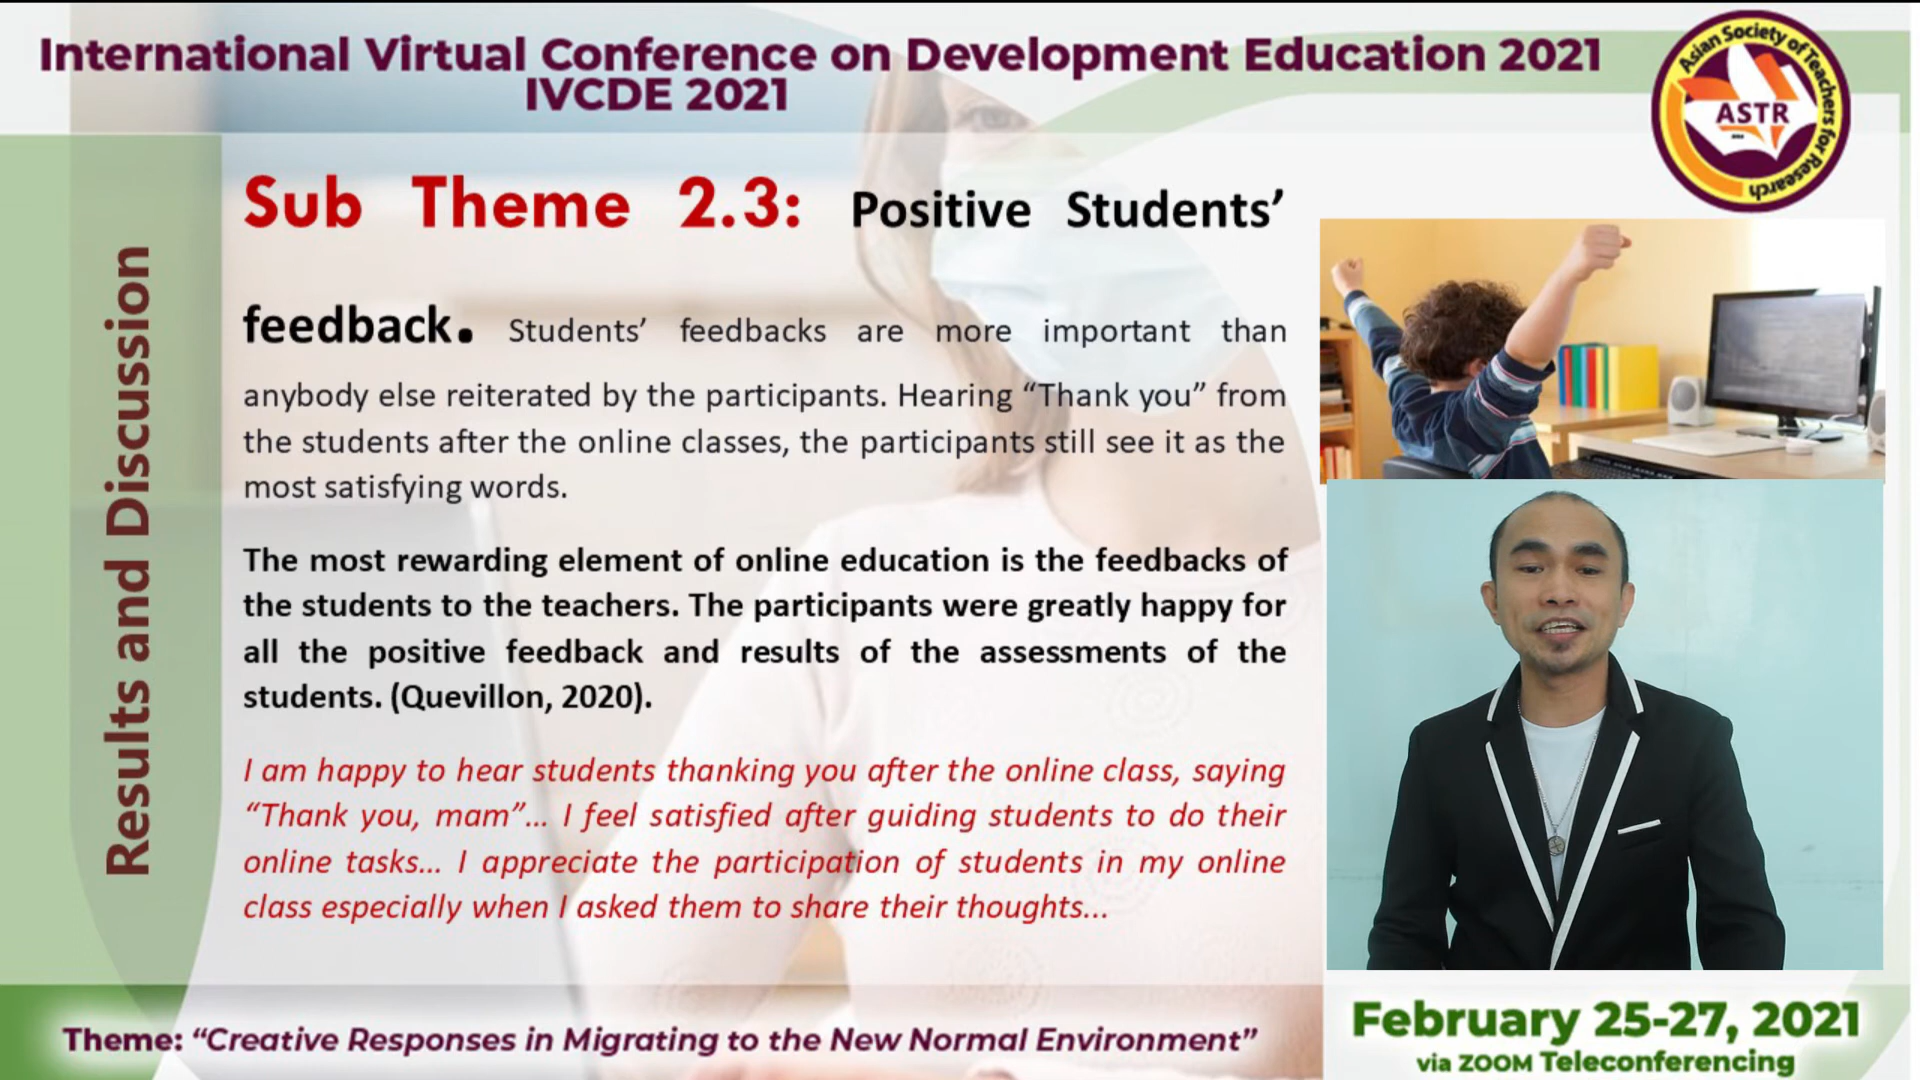 International Virtual Conference on Development Education 2021
IVCDE 2021
Asian Society of Teachers for Research
ASTR
Results and Discussion
Sub Theme 2.3: Positive Students’
feedback. Students’ feedbacks are more important than
anybody else reiterated by the participants. Hearing “Thank you” from
the students after the online classes, the participants still see it as the
most satisfying words.
The most rewarding element of online education is the feedbacks of
the students to the teachers. The participants were greatly happy for
all the positive feedback and results of the assessments of the
students. (Quevillon, 2020).
I am happy to hear students thanking you after the online class, saying
“Thank you, mam”… I feel satisfied after guiding students to do their
online tasks… I appreciate the participation of students in my online
class especially when I asked them to share their thoughts…
Theme: “Creative Responses in Migrating to the New Normal Environment”
February 25-27, 2021
via ZOOM Teleconferencing